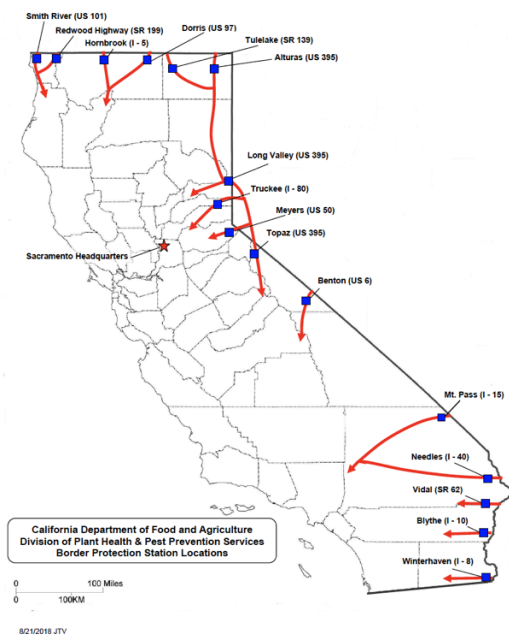 Smith River (US 101)
Redwood Highway (SR 199)
Hornbrook (I - 5)
Dorris (US 97)
Tulelake (SR 139)
Alturas (US 395)
Long Valley (US 395)
Truckee (I - 80)
Meyers (US 50)
Topaz (US 395)
Sacramento Headquarters
Benton (US 6)
Mt. Pass (I - 15)
Needles (I - 40)
Vidal (SR 62)
Blythe (I - 10)
Winterhaven (I - 8)
California Department of Food and Agriculture
Division of Plant Health & Pest Prevention Services
Border Protection Station Locations
0 100 Miles
0 100KM
8/21/2018 JTV